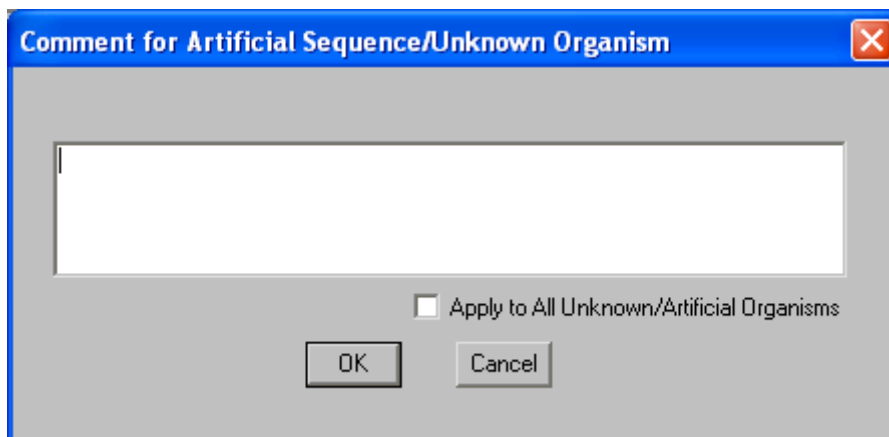 Comment for Artificial Sequence/Unknown Organism
Apply to All Unknown/Artificial Organisms
OK Cancel